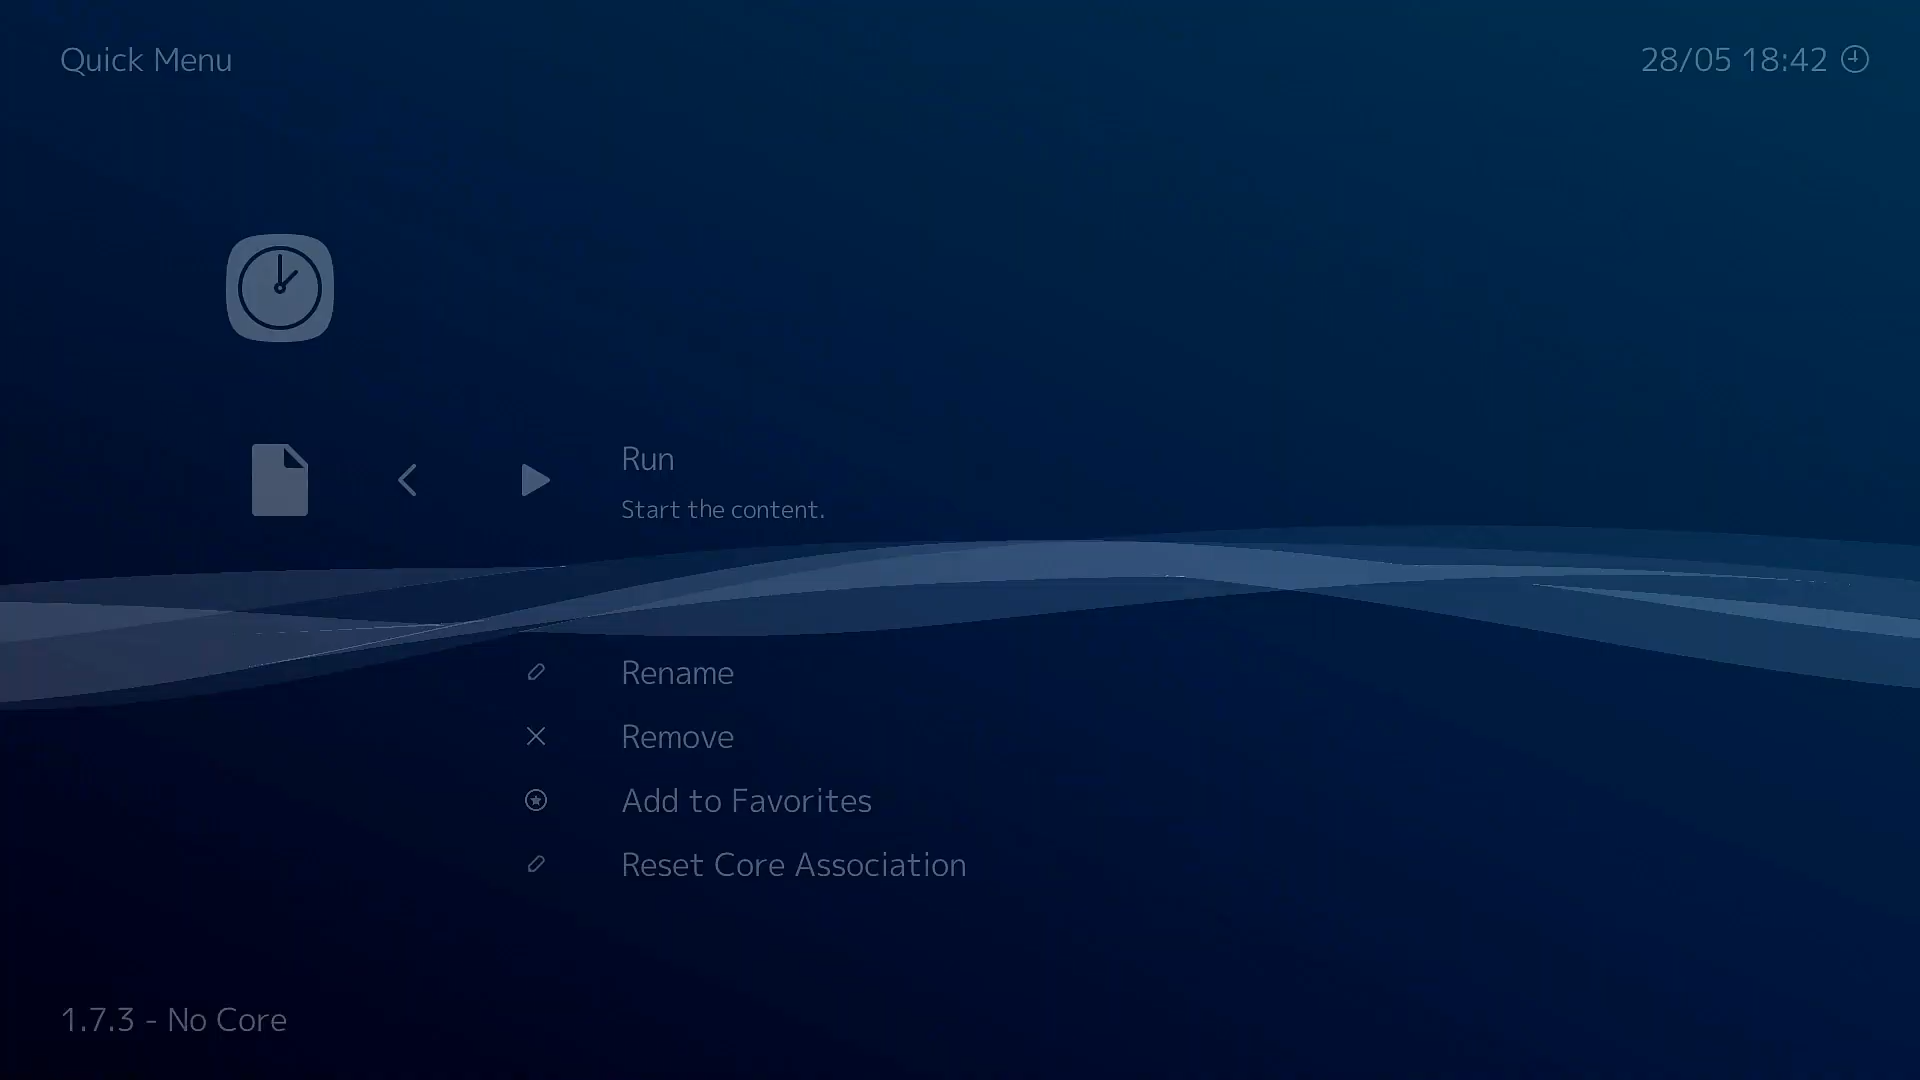 Quick Menu
28/05 18:42
Run
Start the content.
Rename
Remove
Add to Favorites
Reset Core Association
1.7.3 - No Core